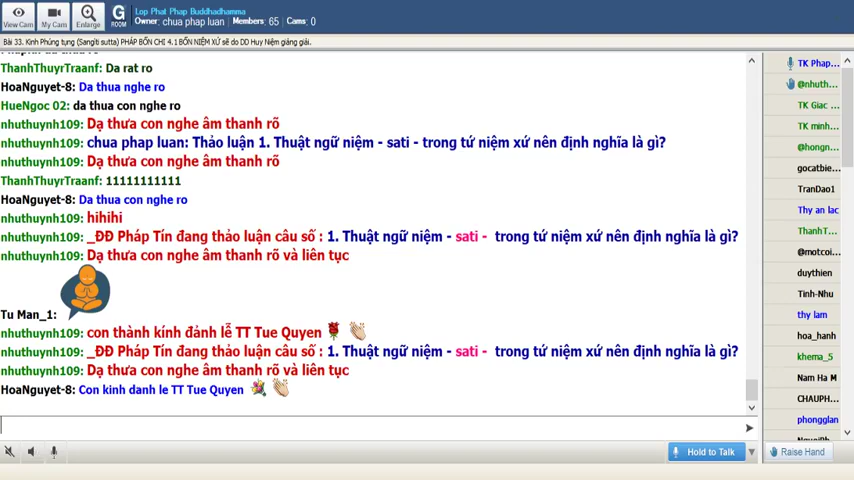 Lop Phat Phap Buddhadhamma
Owner: chua phap luan | Members: 65 | Cams: 0
View Cam
My Cam
Enlarge
G ROOM
Bài 33. Kinh Phúng tụng (Sangīti sutta) PHÁP BỐN CHI 4.1 BỐN NIỆM XỨ sẽ do DD Huy Niệm giảng giải.
ThanhThuyrTraanf: Da rat ro
HoaNguyet-8: Da thua nghe ro
HueNgoc 02: da thua con nghe ro
nhuthuynh109: Dạ thưa con nghe âm thanh rõ
nhuthuynh109: chua phap luan: Thảo luận 1. Thuật ngữ niệm - sati - trong tứ niệm xứ nên định nghĩa là gì?
nhuthuynh109: Dạ thưa con nghe âm thanh rõ
ThanhThuyrTraanf: 11111111111
HoaNguyet-8: Da thua con nghe ro
nhuthuynh109: hihihi
nhuthuynh109: _ĐĐ Pháp Tín đang thảo luận câu số : 1. Thuật ngữ niệm - sati - trong tứ niệm xứ nên định nghĩa là gì?
nhuthuynh109: Dạ thưa con nghe âm thanh rõ và liên tục
Tu Man_1:
nhuthuynh109: con thành kính đảnh lễ TT Tue Quyen
nhuthuynh109: _ĐĐ Pháp Tín đang thảo luận câu số : 1. Thuật ngữ niệm - sati - trong tứ niệm xứ nên định nghĩa là gì?
nhuthuynh109: Dạ thưa con nghe âm thanh rõ và liên tục
HoaNguyet-8: Con kinh danh le TT Tue Quyen
TK Phap...
@nhuth...
TK Giac ...
TK minh...
@hongn...
gocatbie...
TranDao1
Thy an lac
ThanhT...
@motcoi...
duythien
Tinh-Nhu
thy lam
hoa_hanh
khema_5
Nam Ha M
CHAUPH...
phongglan
Hold to Talk
Raise Hand